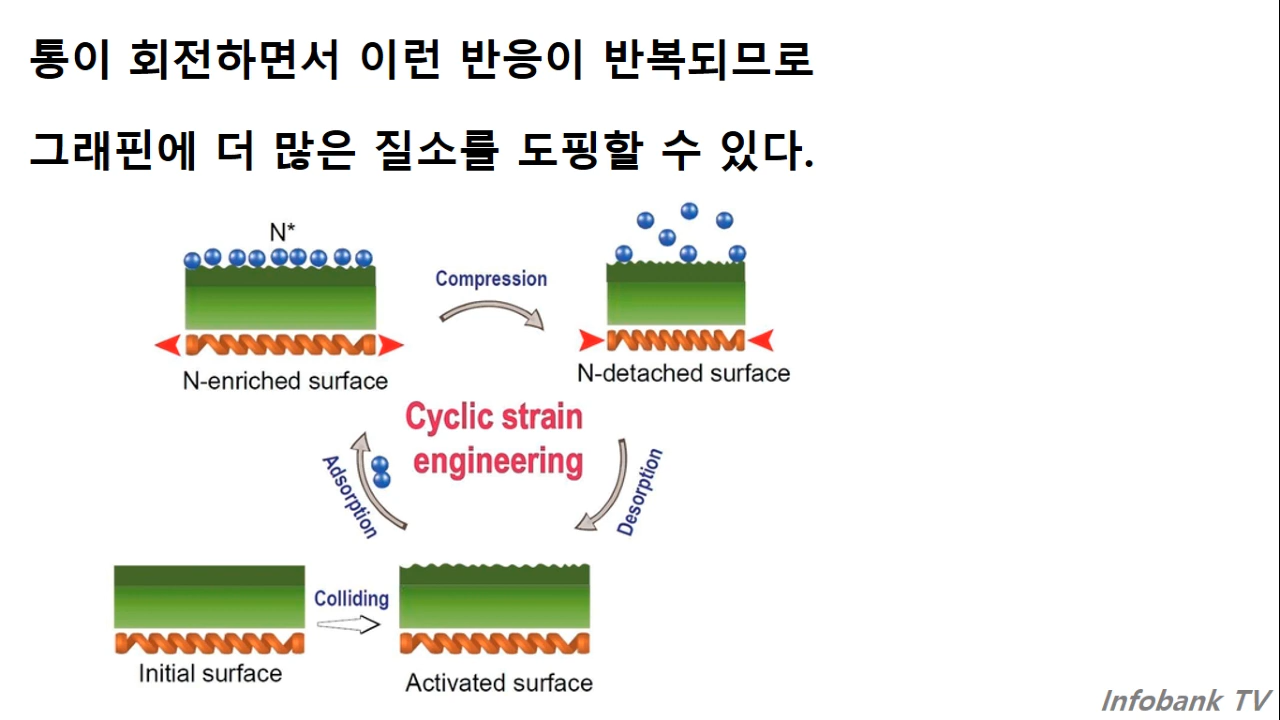 통이 회전하면서 이런 반응이 반복되므로
그래핀에 더 많은 질소를 도핑할 수 있다.
N*
Compression
N-enriched surface
N-detached surface
Cyclic strain
engineering
Adsorption
Desorption
Colliding
Initial surface
Activated surface
Infobank TV